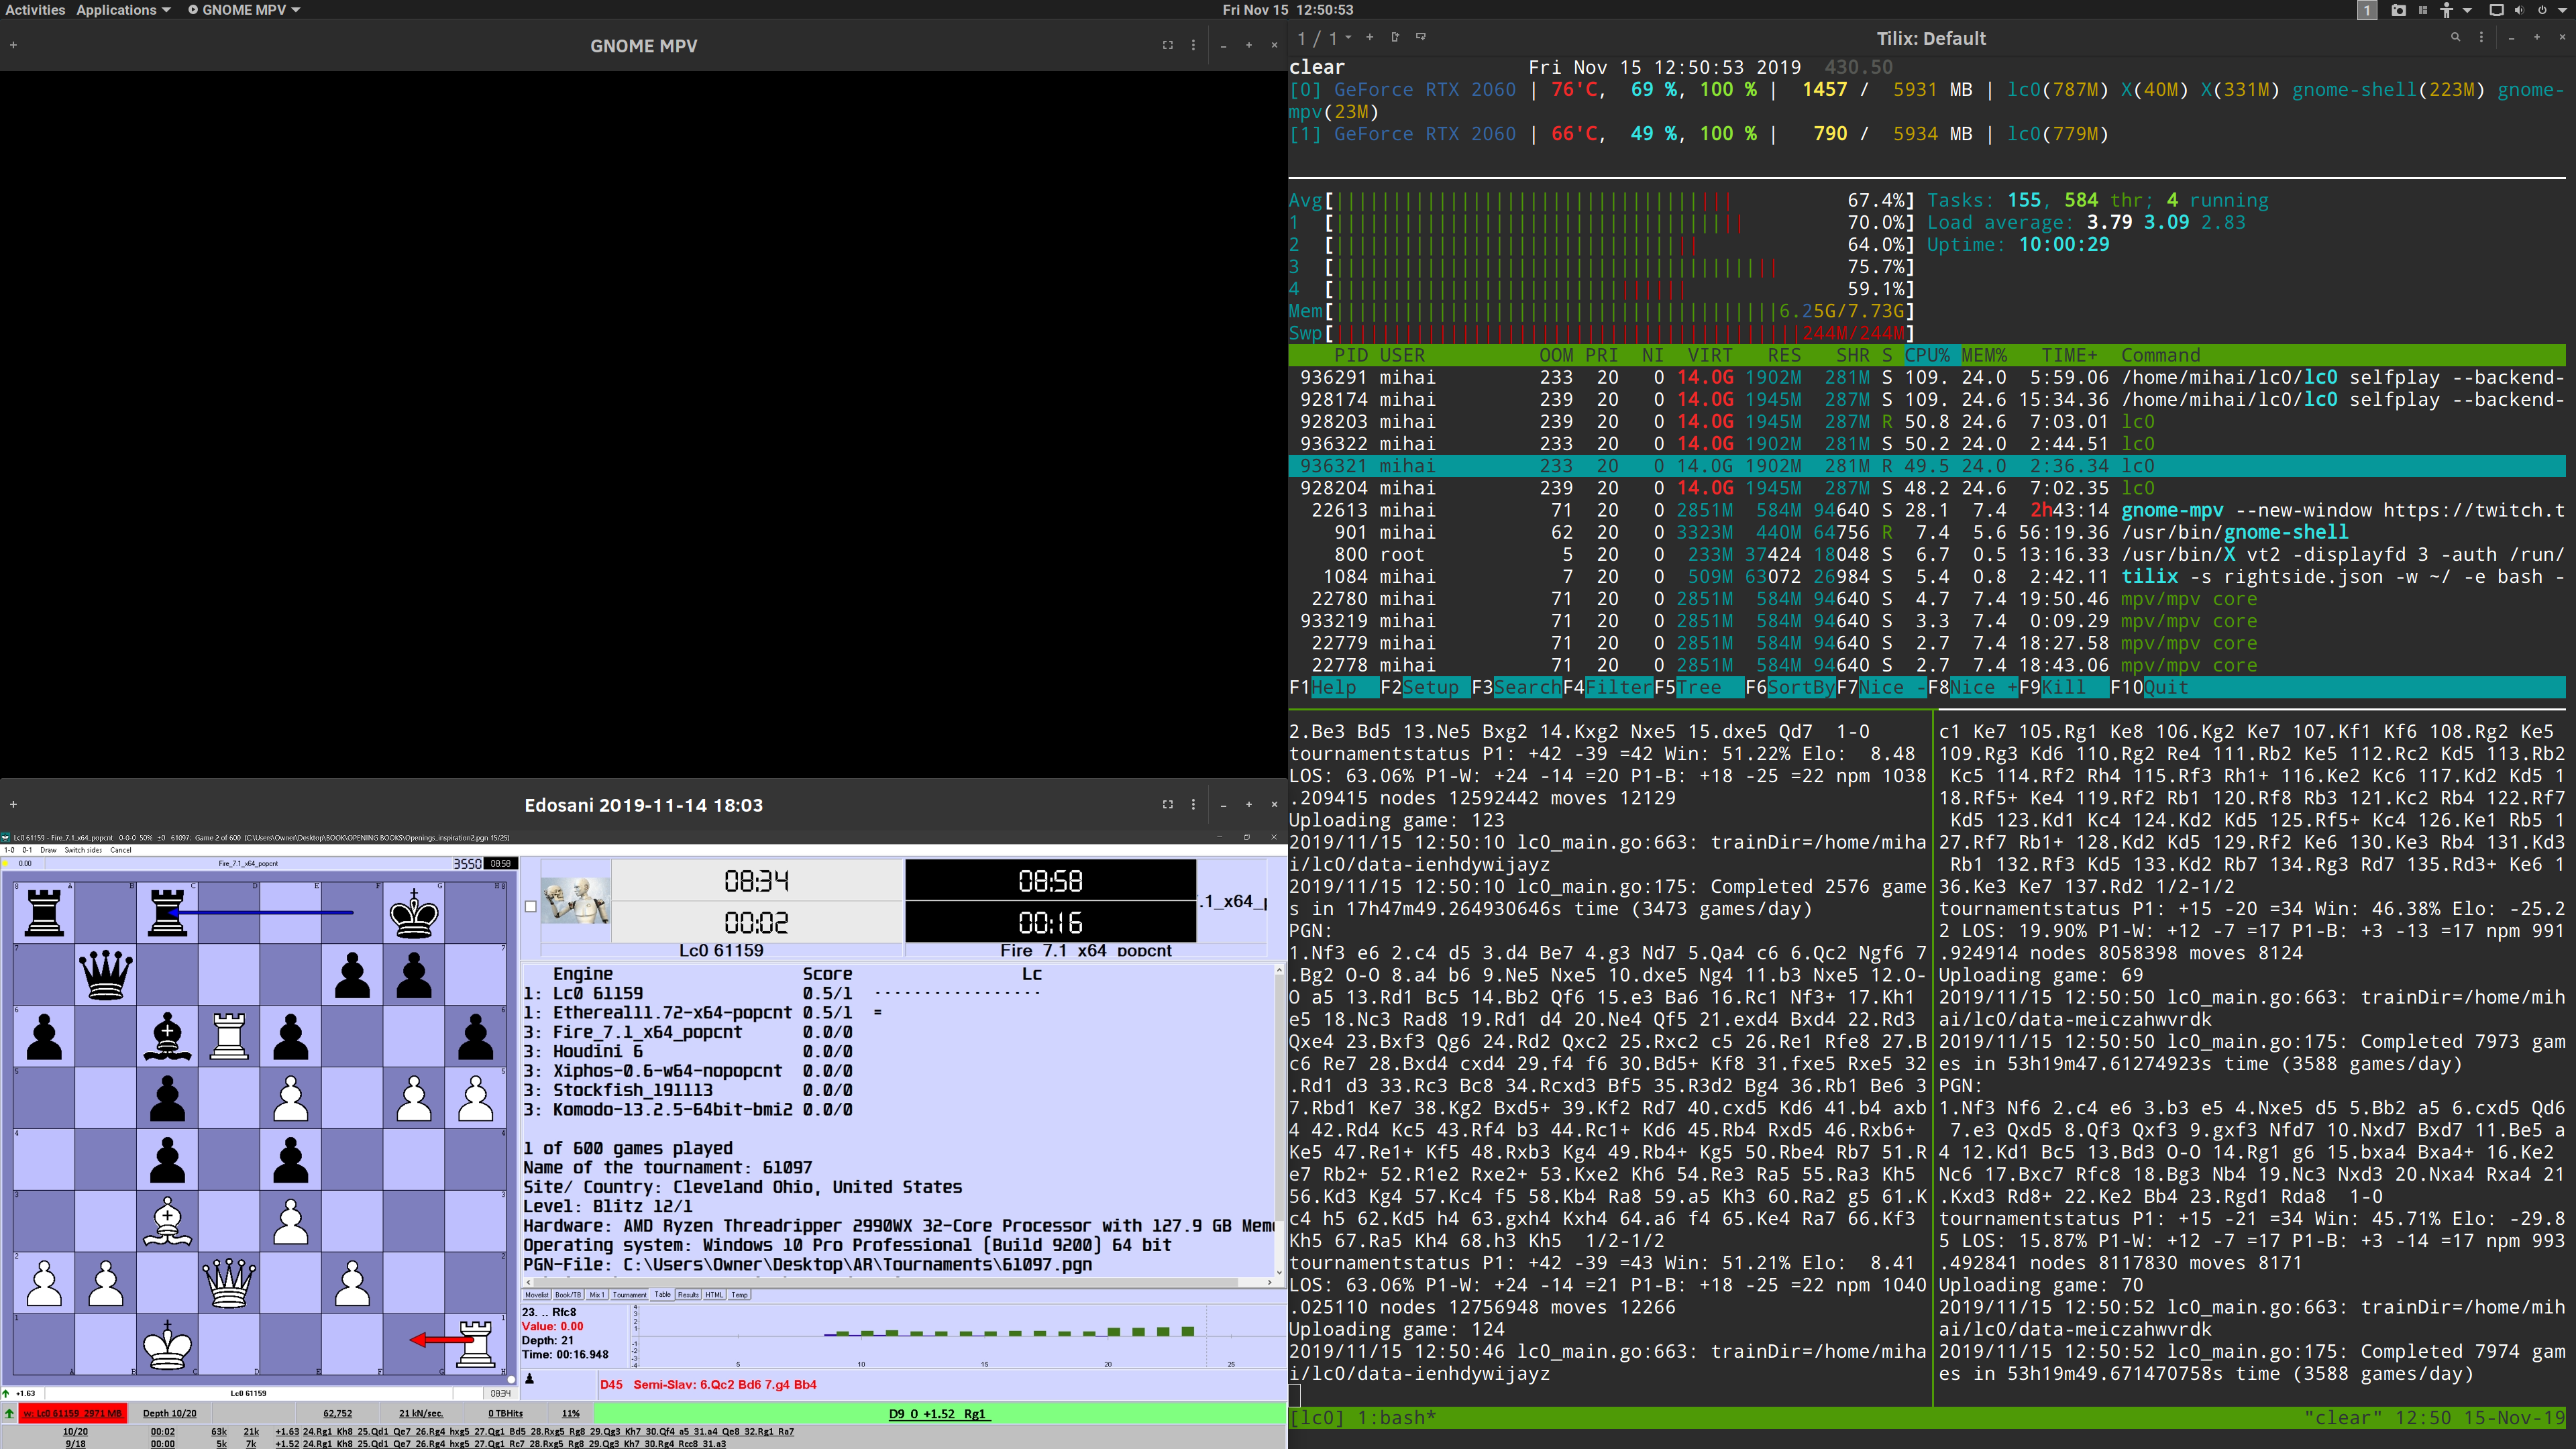 Activities Applications GNOME MPV
Fri Nov 15 12:50:53
1
GNOME MPV
1 / 1
Tilix: Default
clear Fri Nov 15 12:50:53 2019 430.50
[0] GeForce RTX 2060 | 76'C, 69 %, 100 % | 1457 / 5931 MB | lc0(787M) X(40M) X(331M) gnome-shell(223M) gnome-
mpv(23M)
[1] GeForce RTX 2060 | 66'C, 49 %, 100 % | 790 / 5934 MB | lc0(779M)
Avg[ 67.4%] Tasks: 155, 584 thr; 4 running
1 [ 70.0%] Load average: 3.79 3.09 2.83
2 [ 64.0%] Uptime: 10:00:29
3 [ 75.7%]
4 [ 59.1%]
Mem[ 6.25G/7.73G]
Swp[ 244M/244M]
PID USER OOM PRI NI VIRT RES SHR S CPU% MEM% TIME+ Command
936291 mihai 233 20 0 14.0G 1902M 281M S 109. 24.0 5:59.06 /home/mihai/lc0/lc0 selfplay --backend-
928174 mihai 239 20 0 14.0G 1945M 287M S 109. 24.6 15:34.36 /home/mihai/lc0/lc0 selfplay --backend-
928203 mihai 239 20 0 14.0G 1945M 287M R 50.8 24.6 7:03.01 lc0
936322 mihai 233 20 0 14.0G 1902M 281M S 50.2 24.0 2:44.51 lc0
936321 mihai 233 20 0 14.0G 1902M 281M R 49.5 24.0 2:36.34 lc0
928204 mihai 239 20 0 14.0G 1945M 287M S 48.2 24.6 7:02.35 lc0
22613 mihai 71 20 0 2851M 584M 94640 S 28.1 7.4 2h43:14 gnome-mpv --new-window https://twitch.t
901 mihai 62 20 0 3323M 440M 64756 R 7.4 5.6 56:19.36 /usr/bin/gnome-shell
800 root 5 20 0 233M 37424 18048 S 6.7 0.5 13:16.33 /usr/bin/X vt2 -displayfd 3 -auth /run/
1084 mihai 7 20 0 509M 63072 26984 S 5.4 0.8 2:42.11 tilix -s rightside.json -w ~/ -e bash -
22780 mihai 71 20 0 2851M 584M 94640 S 4.7 7.4 19:50.46 mpv/mpv core
933219 mihai 71 20 0 2851M 584M 94640 S 3.3 7.4 0:09.29 mpv/mpv core
22779 mihai 71 20 0 2851M 584M 94640 S 2.7 7.4 18:27.58 mpv/mpv core
22778 mihai 71 20 0 2851M 584M 94640 S 2.7 7.4 18:43.06 mpv/mpv core
F1Help F2Setup F3SearchF4FilterF5Tree F6SortByF7Nice -F8Nice +F9Kill F10Quit
2.Be3 Bd5 13.Ne5 Bxg2 14.Kxg2 Nxe5 15.dxe5 Qd7 1-0
tournamentstatus P1: +42 -39 =42 Win: 51.22% Elo: 8.48
LOS: 63.06% P1-W: +24 -14 =20 P1-B: +18 -25 =22 npm 1038
.209415 nodes 12592442 moves 12129
Uploading game: 123
2019/11/15 12:50:10 lc0_main.go:663: trainDir=/home/miha
i/lc0/data-ienhdywijayz
2019/11/15 12:50:10 lc0_main.go:175: Completed 2576 game
s in 17h47m49.264930646s time (3473 games/day)
PGN:
1.Nf3 e6 2.c4 d5 3.d4 Be7 4.g3 Nd7 5.Qa4 c6 6.Qc2 Ngf6 7
.Bg2 O-O 8.a4 b6 9.Ne5 Nxe5 10.dxe5 Ng4 11.b3 Nxe5 12.O-
O a5 13.Rd1 Bc5 14.Bb2 Qf6 15.e3 Ba6 16.Rc1 Nf3+ 17.Kh1
e5 18.Nc3 Rad8 19.Rd1 d4 20.Ne4 Qf5 21.exd4 Bxd4 22.Rd3
Qxe4 23.Bxf3 Qg6 24.Rd2 Qxc2 25.Rxc2 c5 26.Re1 Rfe8 27.B
c6 Re7 28.Bxd4 cxd4 29.f4 f6 30.Bd5+ Kf8 31.fxe5 Rxe5 32
.Rd1 d3 33.Rc3 Bc8 34.Rcxd3 Bf5 35.R3d2 Bg4 36.Rb1 Be6 3
7.Rbd1 Ke7 38.Kg2 Bxd5+ 39.Kf2 Rd7 40.cxd5 Kd6 41.b4 axb
4 42.Rd4 Kc5 43.Rf4 b3 44.Rc1+ Kd6 45.Rb4 Rxd5 46.Rxb6+
Ke5 47.Re1+ Kf5 48.Rxb3 Kg4 49.Rb4+ Kg5 50.Rbe4 Rb7 51.R
e7 Rb2+ 52.R1e2 Rxe2+ 53.Kxe2 Kh6 54.Re3 Ra5 55.Ra3 Kh5
56.Kd3 Kg4 57.Kc4 f5 58.Kb4 Ra8 59.a5 Kh3 60.Ra2 g5 61.K
c4 h5 62.Kd5 h4 63.gxh4 Kxh4 64.a6 f4 65.Ke4 Ra7 66.Kf3
Kh5 67.Ra5 Kh4 68.h3 Kh5 1/2-1/2
tournamentstatus P1: +42 -39 =43 Win: 51.21% Elo: 8.41
LOS: 63.06% P1-W: +24 -14 =21 P1-B: +18 -25 =22 npm 1040
.025110 nodes 12756948 moves 12266
Uploading game: 124
2019/11/15 12:50:46 lc0_main.go:663: trainDir=/home/miha
i/lc0/data-ienhdywijayz
c1 Ke7 105.Rg1 Ke8 106.Kg2 Ke7 107.Kf1 Kf6 108.Rg2 Ke5
109.Rg3 Kd6 110.Rg2 Re4 111.Rb2 Ke5 112.Rc2 Kd5 113.Rb2
Kc5 114.Rf2 Rh4 115.Rf3 Rh1+ 116.Ke2 Kc6 117.Kd2 Kd5 1
18.Rf5+ Ke4 119.Rf2 Rb1 120.Rf8 Rb3 121.Kc2 Rb4 122.Rf7
Kd5 123.Kd1 Kc4 124.Kd2 Kd5 125.Rf5+ Kc4 126.Ke1 Rb5 1
27.Rf7 Rb1+ 128.Kd2 Kd5 129.Rf2 Ke6 130.Ke3 Rb4 131.Kd3
Rb1 132.Rf3 Kd5 133.Kd2 Rb7 134.Rg3 Rd7 135.Rd3+ Ke6 1
36.Ke3 Ke7 137.Rd2 1/2-1/2
tournamentstatus P1: +15 -20 =34 Win: 46.38% Elo: -25.2
2 LOS: 19.90% P1-W: +12 -7 =17 P1-B: +3 -13 =17 npm 991
.924914 nodes 8058398 moves 8124
Uploading game: 69
2019/11/15 12:50:50 lc0_main.go:663: trainDir=/home/mih
ai/lc0/data-meiczahwvrdk
2019/11/15 12:50:50 lc0_main.go:175: Completed 7973 gam
es in 53h19m47.61274923s time (3588 games/day)
PGN:
1.Nf3 Nf6 2.c4 e6 3.b3 e5 4.Nxe5 d5 5.Bb2 a5 6.cxd5 Qd6
7.e3 Qxd5 8.Qf3 Qxf3 9.gxf3 Nfd7 10.Nxd7 Bxd7 11.Be5 a
4 12.Kd1 Bc5 13.Bd3 O-O 14.Rg1 g6 15.bxa4 Bxa4+ 16.Ke2
Nc6 17.Bxc7 Rfc8 18.Bg3 Nb4 19.Nc3 Nxd3 20.Nxa4 Rxa4 21
.Kxd3 Rd8+ 22.Ke2 Bb4 23.Rgd1 Rda8 1-0
tournamentstatus P1: +15 -21 =34 Win: 45.71% Elo: -29.8
5 LOS: 15.87% P1-W: +12 -7 =17 P1-B: +3 -14 =17 npm 993
.492841 nodes 8117830 moves 8171
Uploading game: 70
2019/11/15 12:50:52 lc0_main.go:663: trainDir=/home/mih
ai/lc0/data-meiczahwvrdk
2019/11/15 12:50:52 lc0_main.go:175: Completed 7974 gam
es in 53h19m49.671470758s time (3588 games/day)
[lc0] 1:bash* "clear" 12:50 15-Nov-19
Edosani 2019-11-14 18:03
Lc0 61159 - Fire_7.1_x64_popcnt 0-0-0 50% ±0 61097: Game 2 of 600 (C:\Users\Owner\Desktop\BOOK\OPENING BOOKS\Openings_inspiration2.pgn 15/25)
1-0 0-1 Draw Switch sides Cancel
0.00 Fire_7.1_x64_popcnt 3550 08:58
08:34 08:58
00:02 00:16
.1_x64_p
Lc0 61159 Fire_7.1_x64_popcnt
Engine Score Lc
1: Lc0 61159 0.5/1 · · · · · · · · · · · · · · · · ·
1: Ethereal11.72-x64-popcnt 0.5/1 =
3: Fire_7.1_x64_popcnt 0.0/0
3: Houdini 6 0.0/0
3: Xiphos-0.6-w64-nopopcnt 0.0/0
3: Stockfish_191113 0.0/0
3: Komodo-13.2.5-64bit-bmi2 0.0/0
1 of 600 games played
Name of the tournament: 61097
Site/ Country: Cleveland Ohio, United States
Level: Blitz 12/1
Hardware: AMD Ryzen Threadripper 2990WX 32-Core Processor with 127.9 GB Mem
Operating system: Windows 10 Pro Professional (Build 9200) 64 bit
PGN-File: C:\Users\Owner\Desktop\AR\Tournaments\61097.pgn
Movelist Book/TB Mix 1 Tournament Table Results HTML Temp
23. .. Rfc8
Value: 0.00
Depth: 21
Time: 00:16.948
5 10 15 20 25
D45 Semi-Slav: 6.Qc2 Bd6 7.g4 Bb4
+1.63 Lc0 61159 08:34
w: Lc0 61159, 2971 MB Depth 10/20 62,752 21 kN/sec. 0 TBHits 11% D9 0 +1.52 Rg1
10/20 00:02 63k 21k +1.63 24.Rg1 Kh8 25.Qd1 Qe7 26.Rg4 hxg5 27.Qg1 Bd5 28.Rxg5 Rg8 29.Qg3 Kh7 30.Qf4 a5 31.a4 Qe8 32.Rg1 Ra7
9/18 00:00 5k 7k +1.52 24.Rg1 Kh8 25.Qd1 Qe7 26.Rg4 hxg5 27.Qg1 Rc7 28.Rxg5 Rg8 29.Qg3 Kh7 30.Rg4 Rcc8 31.a3